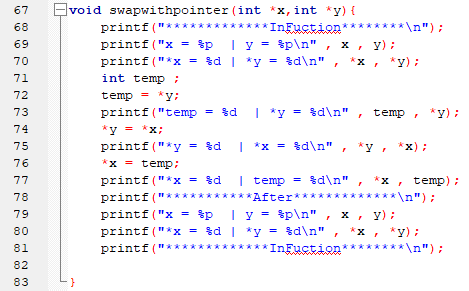 67 void swapwithpointer(int *x,int *y){
68     printf("*************InFuction********\n");
69     printf("x = %p  | y = %p\n" , x , y);
70     printf("*x = %d | *y = %d\n" , *x , *y);
71     int temp ;
72     temp = *y;
73     printf("temp = %d  | *y = %d\n" , temp , *y);
74     *y = *x;
75     printf("*y = %d  | *x = %d\n" , *y , *x);
76     *x = temp;
77     printf("*x = %d  | temp = %d\n" , *x , temp);
78     printf("***********After*************\n");
79     printf("x = %p  | y = %p\n" , x , y);
80     printf("*x = %d | *y = %d\n" , *x , *y);
81     printf("*************InFuction********\n");
82
83 }